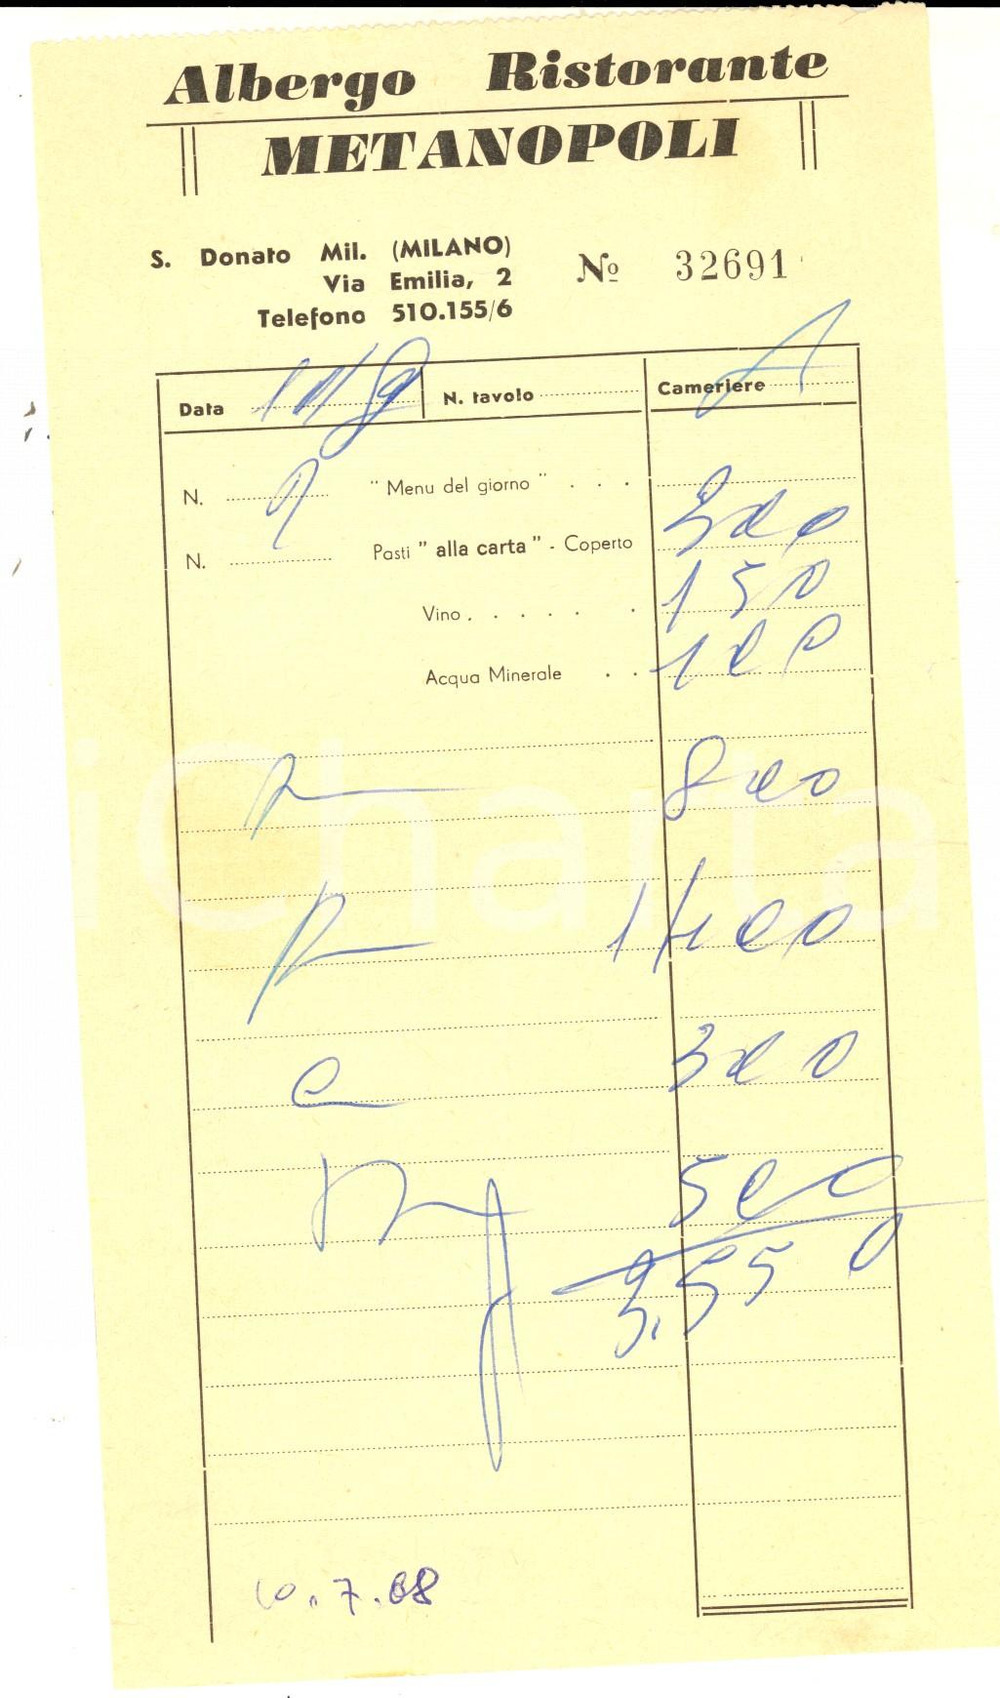 Albergo Ristorante
METANOPOLI
S. Donato Mil. (MILANO)
Via Emilia, 2
Telefono 510.155/6
Nº 32691
Data N. tavolo Cameriere
N. " Menu del giorno " . . .
300
N. Pasti " alla carta " - Coperto
150
Vino . . . . . .
100
Acqua Minerale . .
800
1400
300
500
3,550
10.7.68
iCharta